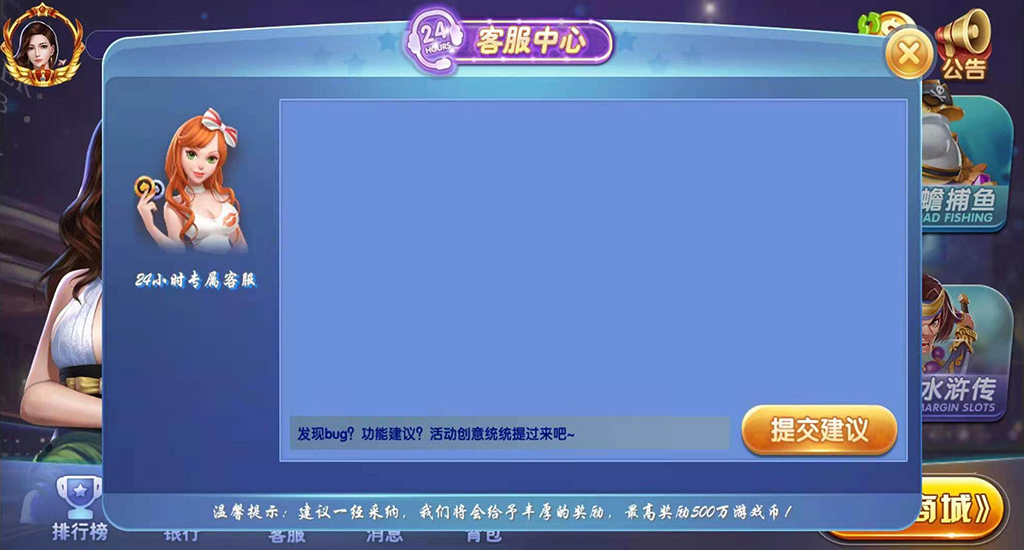 24
HOURS
客服中心
公告
蟾捕鱼
AD FISHING
24小时专属客服
水浒传
MARGIN SLOTS
发现bug？功能建议？活动创意统统提过来吧~
提交建议
温馨提示：建议一经采纳，我们将会给予丰厚的奖励，最高奖励500万游戏币！
商城》
排行榜
银行
客服
消息
背包